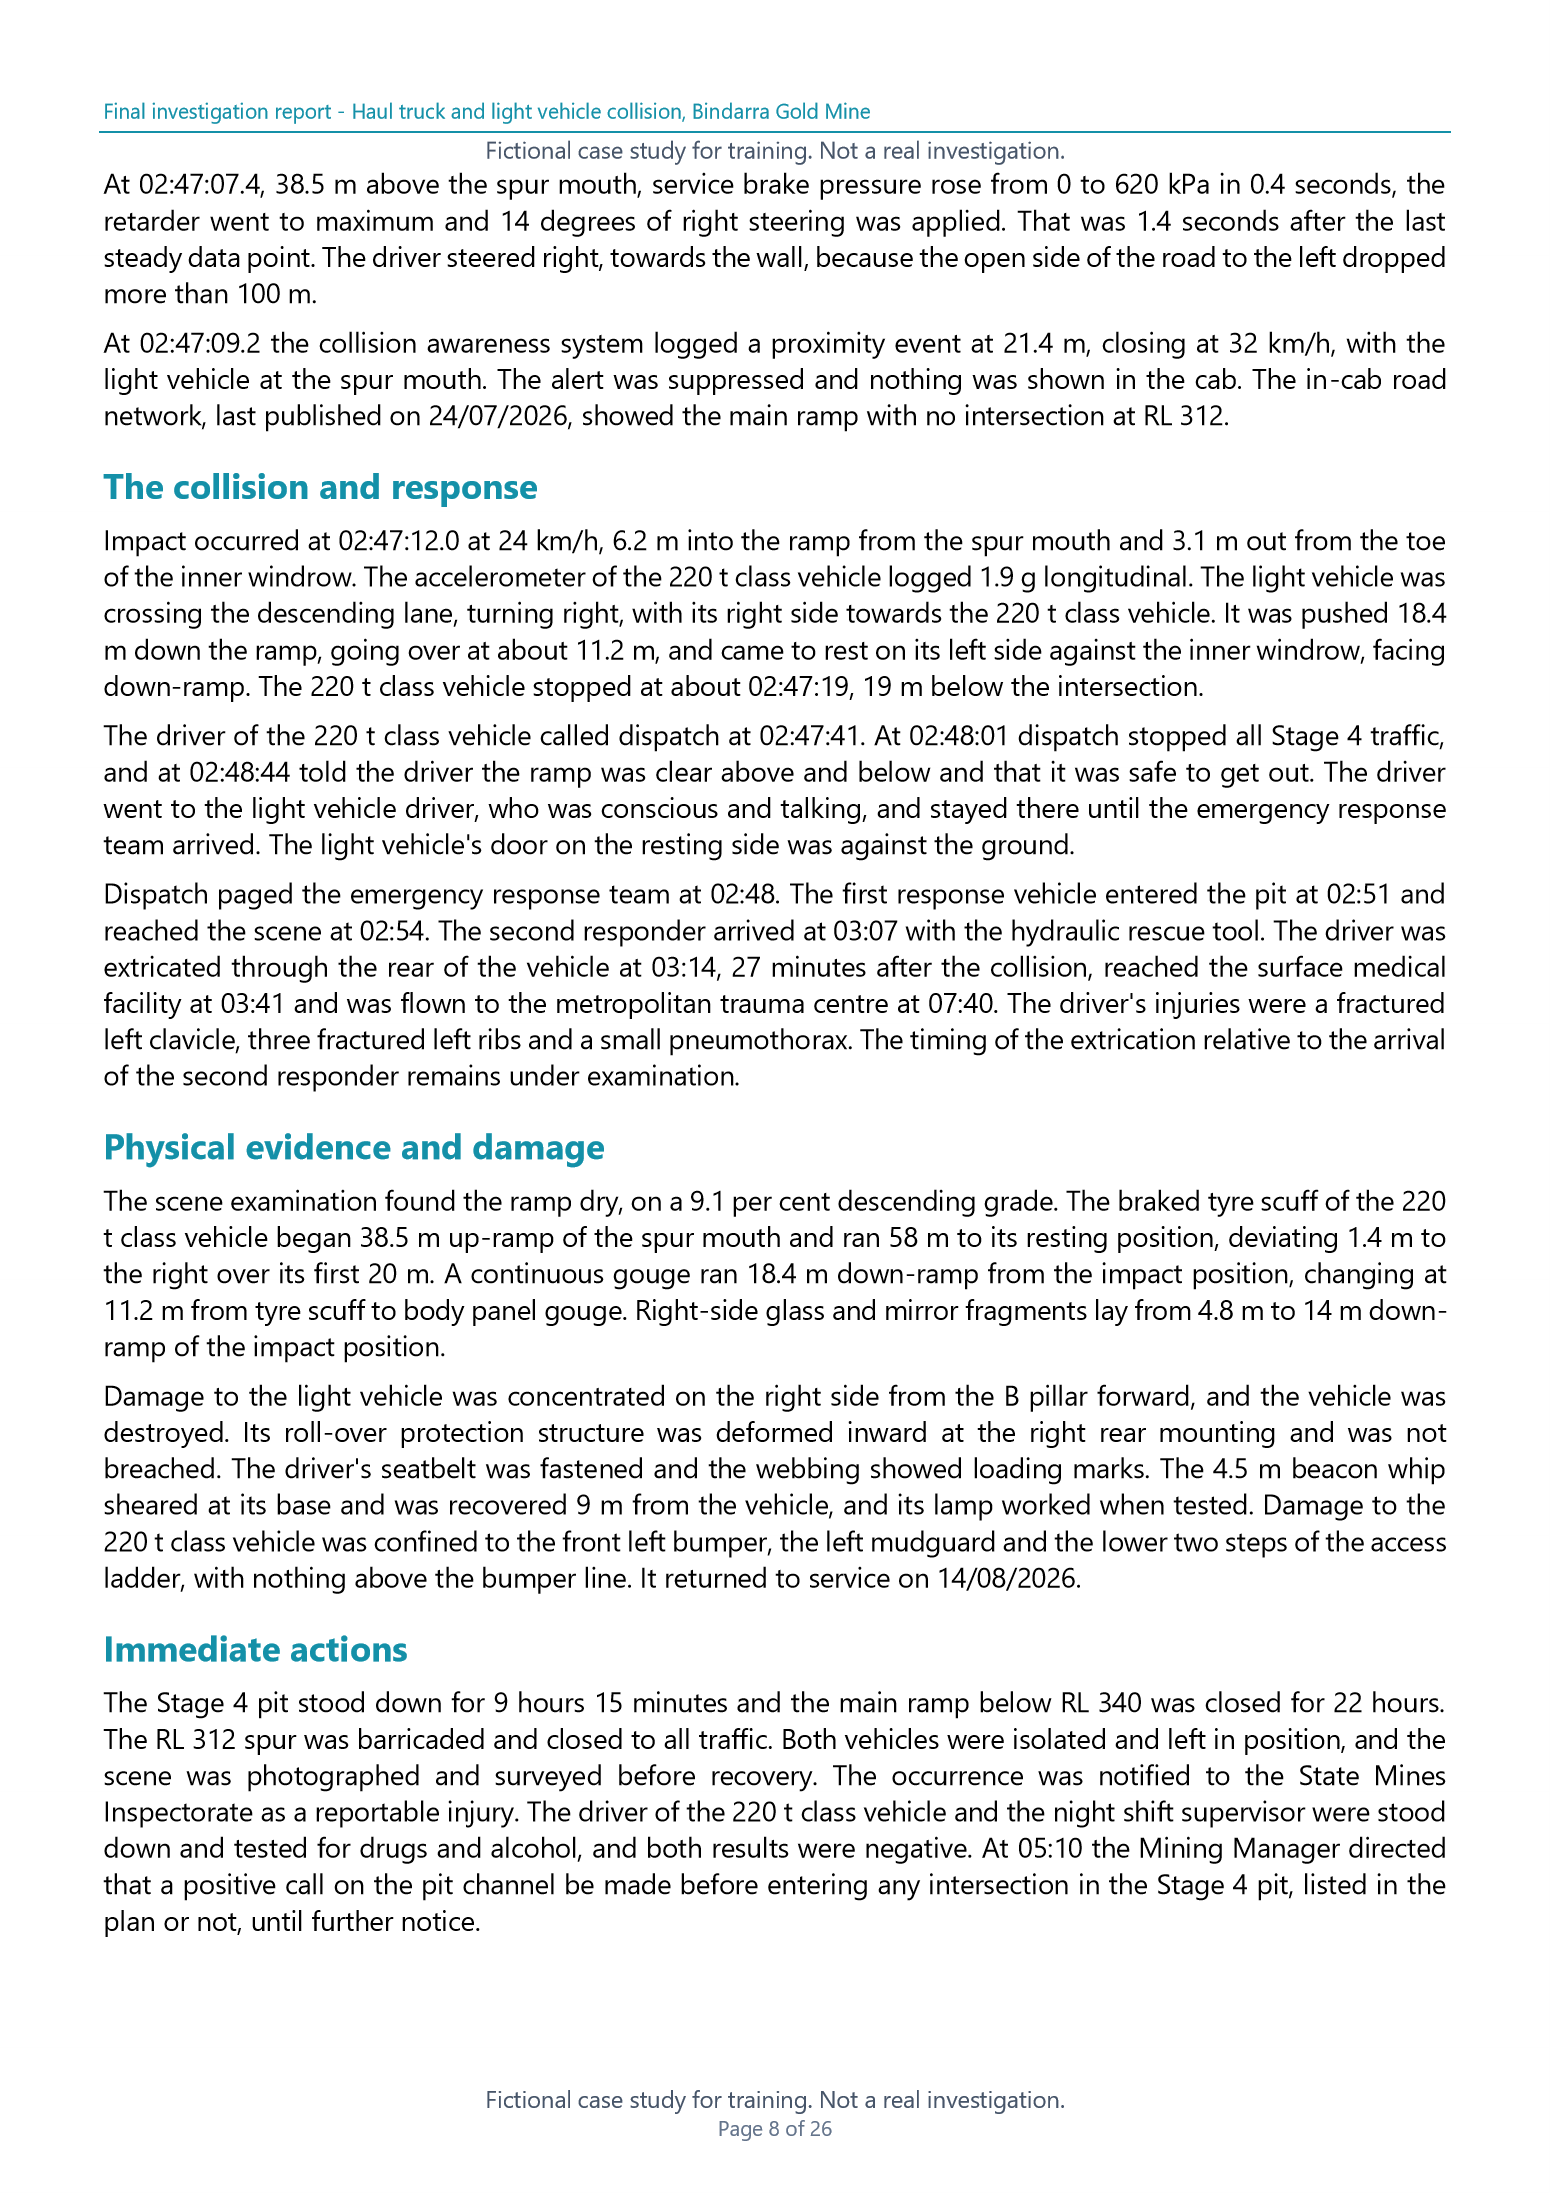 Final investigation report - Haul truck and light vehicle collision, Bindarra Gold Mine
Fictional case study for training. Not a real investigation.
At 02:47:07.4, 38.5 m above the spur mouth, service brake pressure rose from 0 to 620 kPa in 0.4 seconds, the
retarder went to maximum and 14 degrees of right steering was applied. That was 1.4 seconds after the last
steady data point. The driver steered right, towards the wall, because the open side of the road to the left dropped
more than 100 m.
At 02:47:09.2 the collision awareness system logged a proximity event at 21.4 m, closing at 32 km/h, with the
light vehicle at the spur mouth. The alert was suppressed and nothing was shown in the cab. The in-cab road
network, last published on 24/07/2026, showed the main ramp with no intersection at RL 312.
The collision and response
Impact occurred at 02:47:12.0 at 24 km/h, 6.2 m into the ramp from the spur mouth and 3.1 m out from the toe
of the inner windrow. The accelerometer of the 220 t class vehicle logged 1.9 g longitudinal. The light vehicle was
crossing the descending lane, turning right, with its right side towards the 220 t class vehicle. It was pushed 18.4
m down the ramp, going over at about 11.2 m, and came to rest on its left side against the inner windrow, facing
down-ramp. The 220 t class vehicle stopped at about 02:47:19, 19 m below the intersection.
The driver of the 220 t class vehicle called dispatch at 02:47:41. At 02:48:01 dispatch stopped all Stage 4 traffic,
and at 02:48:44 told the driver the ramp was clear above and below and that it was safe to get out. The driver
went to the light vehicle driver, who was conscious and talking, and stayed there until the emergency response
team arrived. The light vehicle's door on the resting side was against the ground.
Dispatch paged the emergency response team at 02:48. The first response vehicle entered the pit at 02:51 and
reached the scene at 02:54. The second responder arrived at 03:07 with the hydraulic rescue tool. The driver was
extricated through the rear of the vehicle at 03:14, 27 minutes after the collision, reached the surface medical
facility at 03:41 and was flown to the metropolitan trauma centre at 07:40. The driver's injuries were a fractured
left clavicle, three fractured left ribs and a small pneumothorax. The timing of the extrication relative to the arrival
of the second responder remains under examination.
Physical evidence and damage
The scene examination found the ramp dry, on a 9.1 per cent descending grade. The braked tyre scuff of the 220
t class vehicle began 38.5 m up-ramp of the spur mouth and ran 58 m to its resting position, deviating 1.4 m to
the right over its first 20 m. A continuous gouge ran 18.4 m down-ramp from the impact position, changing at
11.2 m from tyre scuff to body panel gouge. Right-side glass and mirror fragments lay from 4.8 m to 14 m down-
ramp of the impact position.
Damage to the light vehicle was concentrated on the right side from the B pillar forward, and the vehicle was
destroyed. Its roll-over protection structure was deformed inward at the right rear mounting and was not
breached. The driver's seatbelt was fastened and the webbing showed loading marks. The 4.5 m beacon whip
sheared at its base and was recovered 9 m from the vehicle, and its lamp worked when tested. Damage to the
220 t class vehicle was confined to the front left bumper, the left mudguard and the lower two steps of the access
ladder, with nothing above the bumper line. It returned to service on 14/08/2026.
Immediate actions
The Stage 4 pit stood down for 9 hours 15 minutes and the main ramp below RL 340 was closed for 22 hours.
The RL 312 spur was barricaded and closed to all traffic. Both vehicles were isolated and left in position, and the
scene was photographed and surveyed before recovery. The occurrence was notified to the State Mines
Inspectorate as a reportable injury. The driver of the 220 t class vehicle and the night shift supervisor were stood
down and tested for drugs and alcohol, and both results were negative. At 05:10 the Mining Manager directed
that a positive call on the pit channel be made before entering any intersection in the Stage 4 pit, listed in the
plan or not, until further notice.
Fictional case study for training. Not a real investigation.
Page 8 of 26